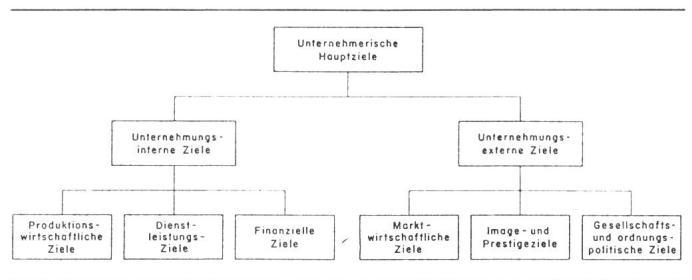 Unternehmerische
Hauptziele
Unternehmungs-
interne Ziele
Unternehmungs-
externe Ziele
Produktions-
wirtschaftliche
Ziele
Dienst-
leistungs-
Ziele
Finanzielle
Ziele
Markt-
wirtschaftliche
Ziele
Image- und
Prestigeziele
Gesellschafts-
und ordnungs-
politische Ziele